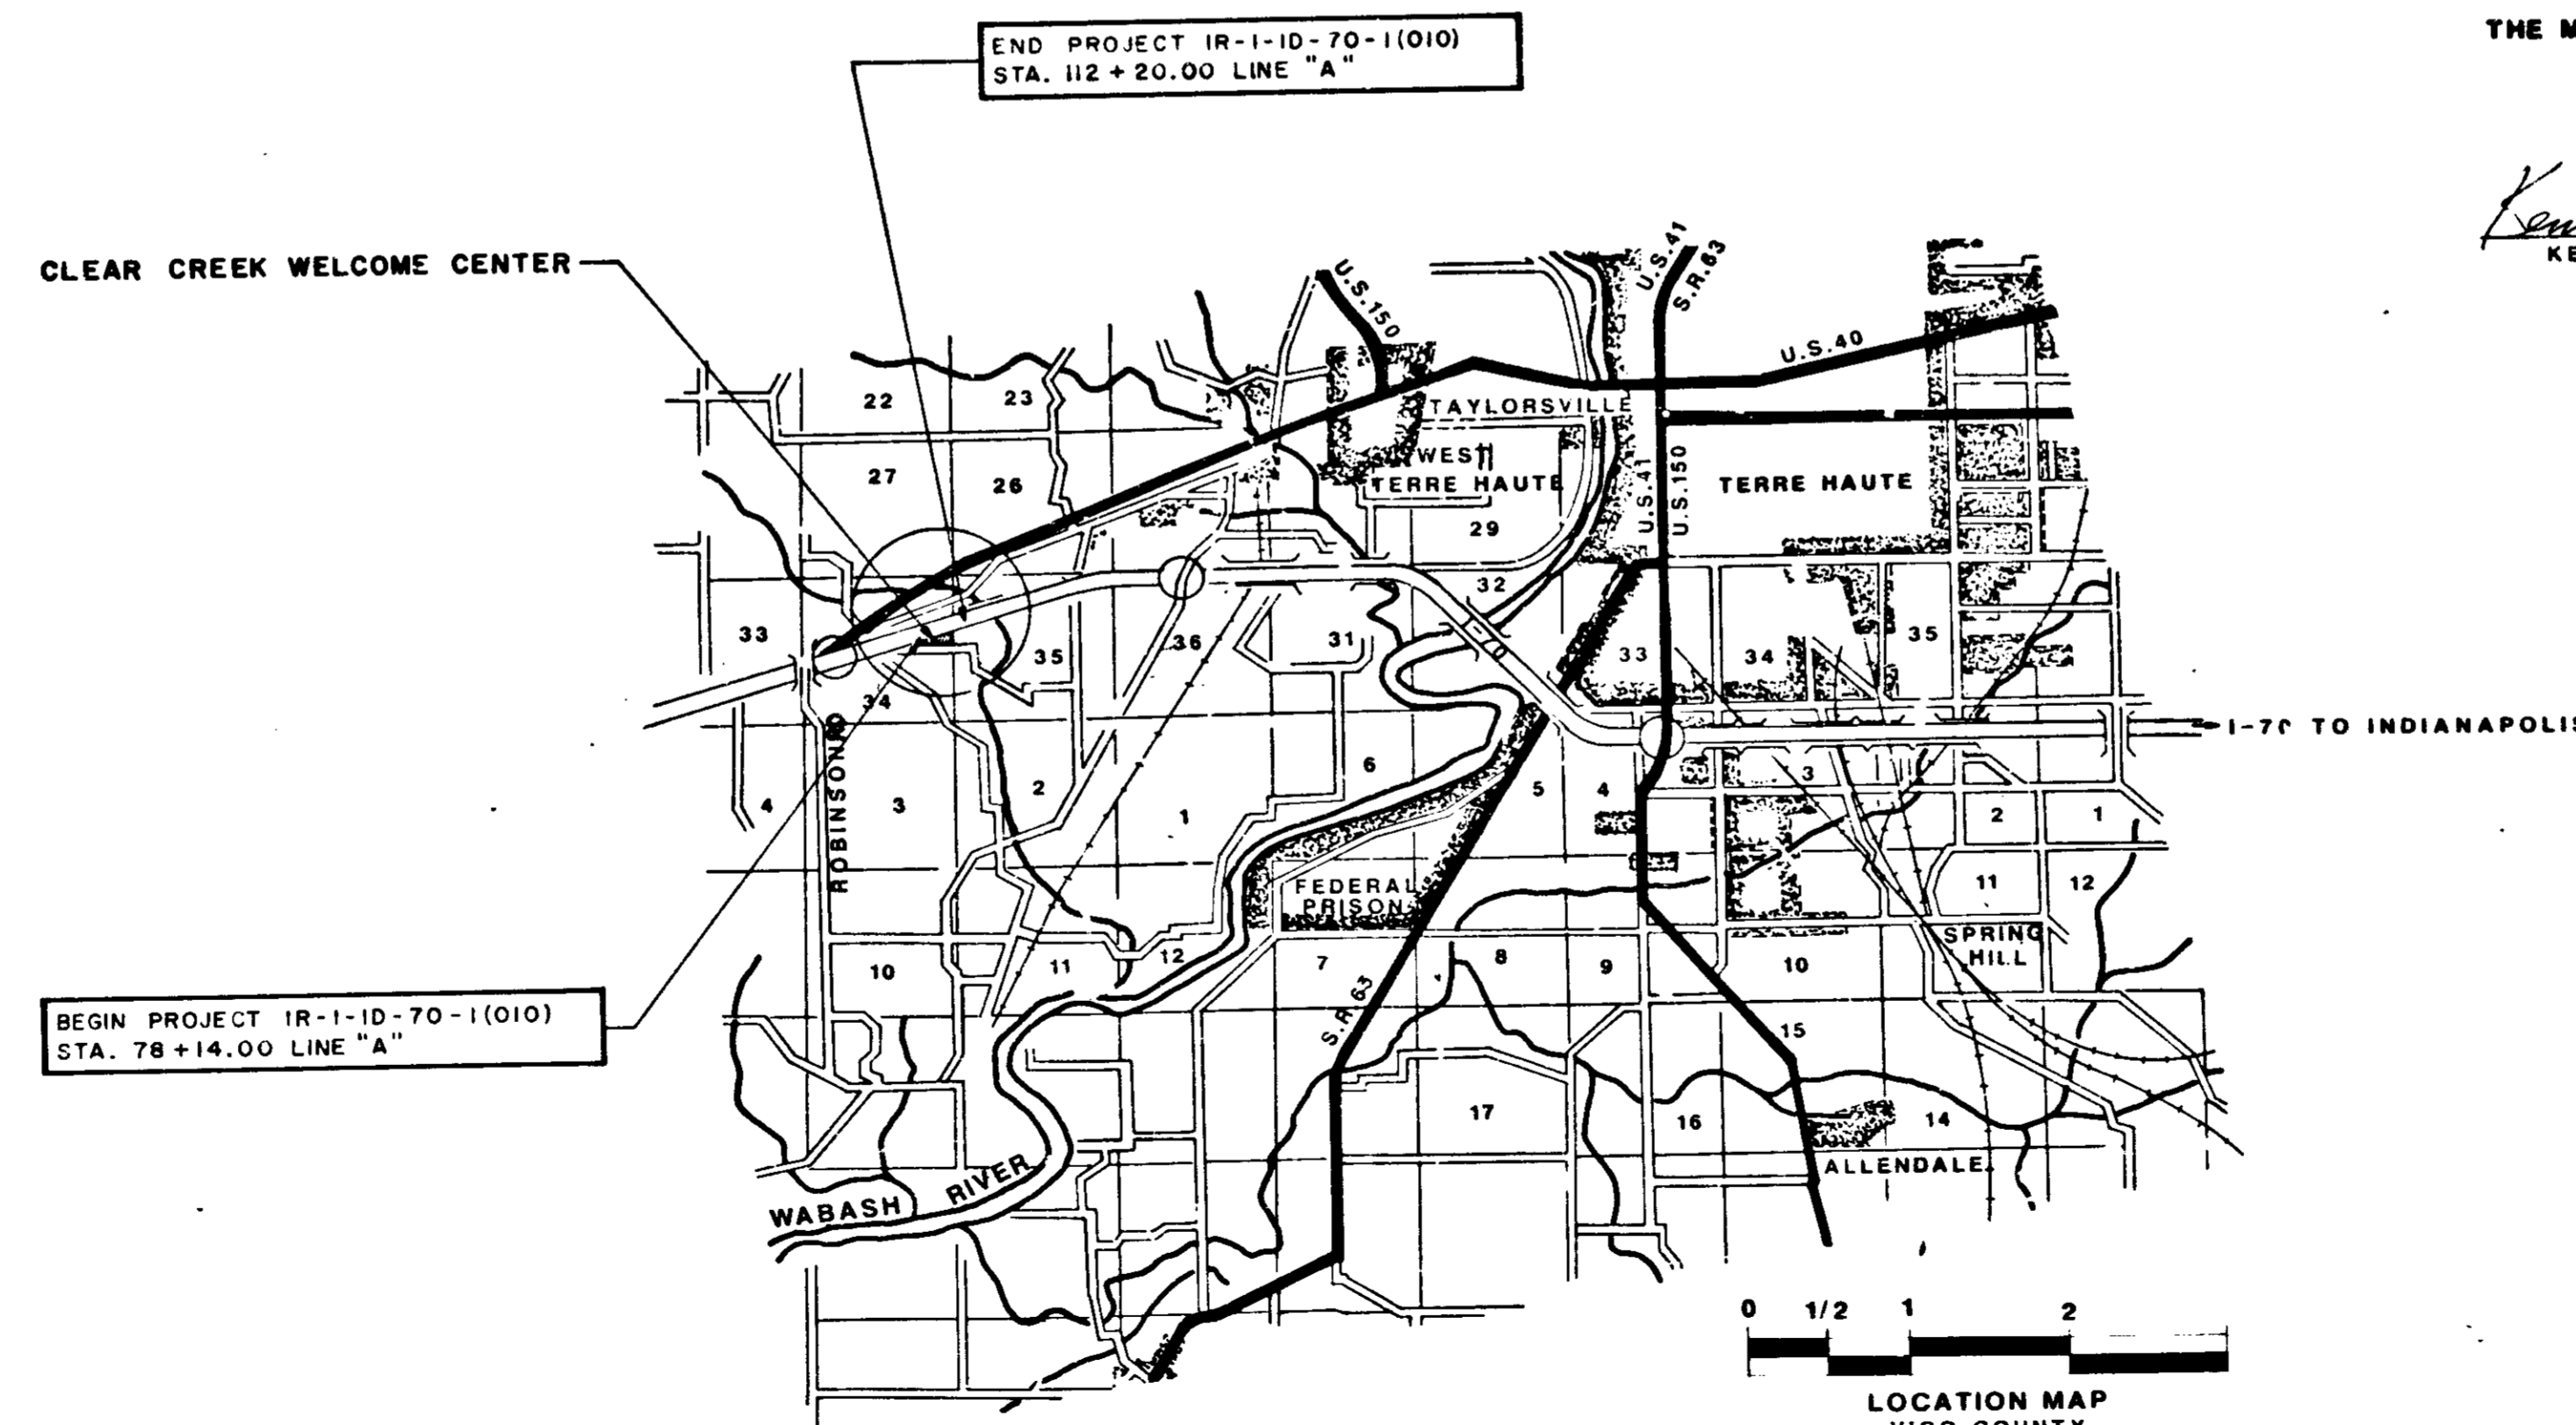 THE
END PROJECT IR-1-ID-70-1(010)
STA. 112+20.00 LINE "A"
CLEAR CREEK WELCOME CENTER
U.S.150
U.S.41
S.R.63
U.S.40
22
23
TAYLORSVILLE
27
26
WEST
TERRE HAUTE
U.S.41
U.S.150
TERRE HAUTE
29
32
33
35
36
31
33
34
35
34
ROBINSON RD
I-70 TO INDIANAPOLIS
4
3
2
1
6
5
4
3
2
1
FEDERAL
PRISON
11
12
SPRING
HILL
10
11
12
7
8
9
10
S.R.63
BEGIN PROJECT IR-1-ID-70-1(010)
STA. 78+14.00 LINE "A"
15
17
16
14
ALLENDALE
WABASH RIVER
0 1/2 1 2
LOCATION MAP
VIGO COUNTY